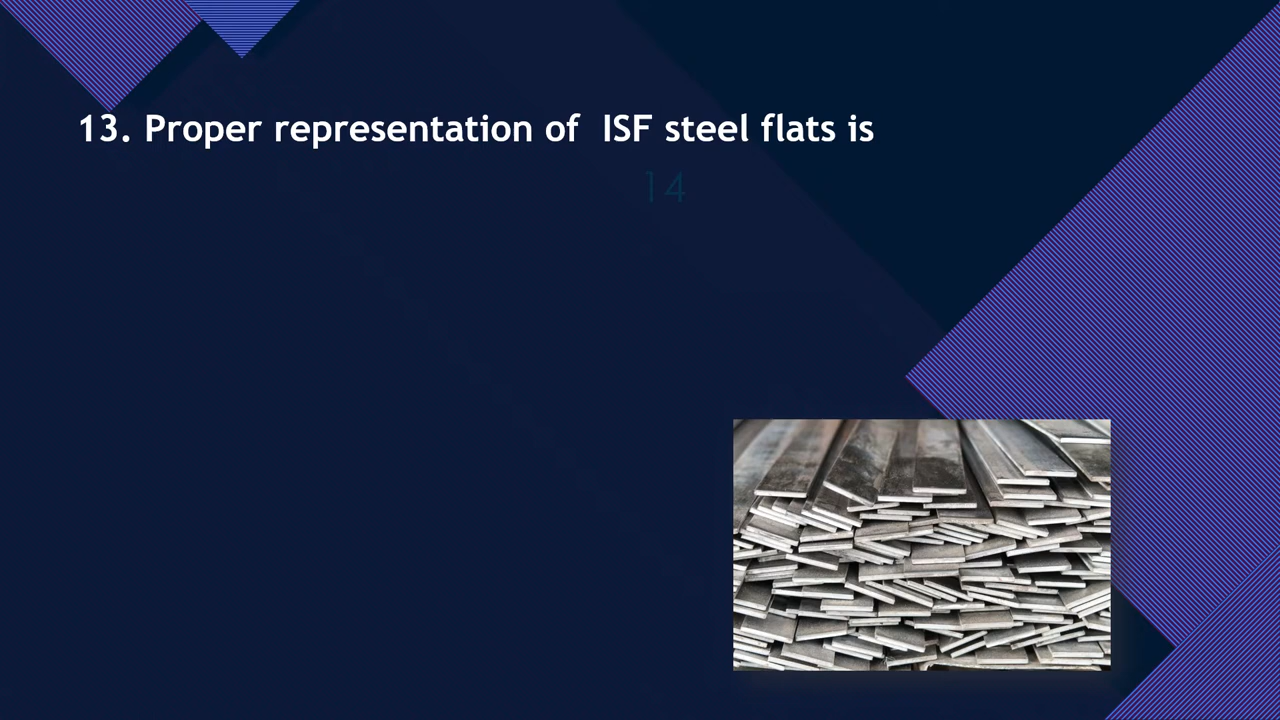 13. Proper representation of  ISF steel flats is
14